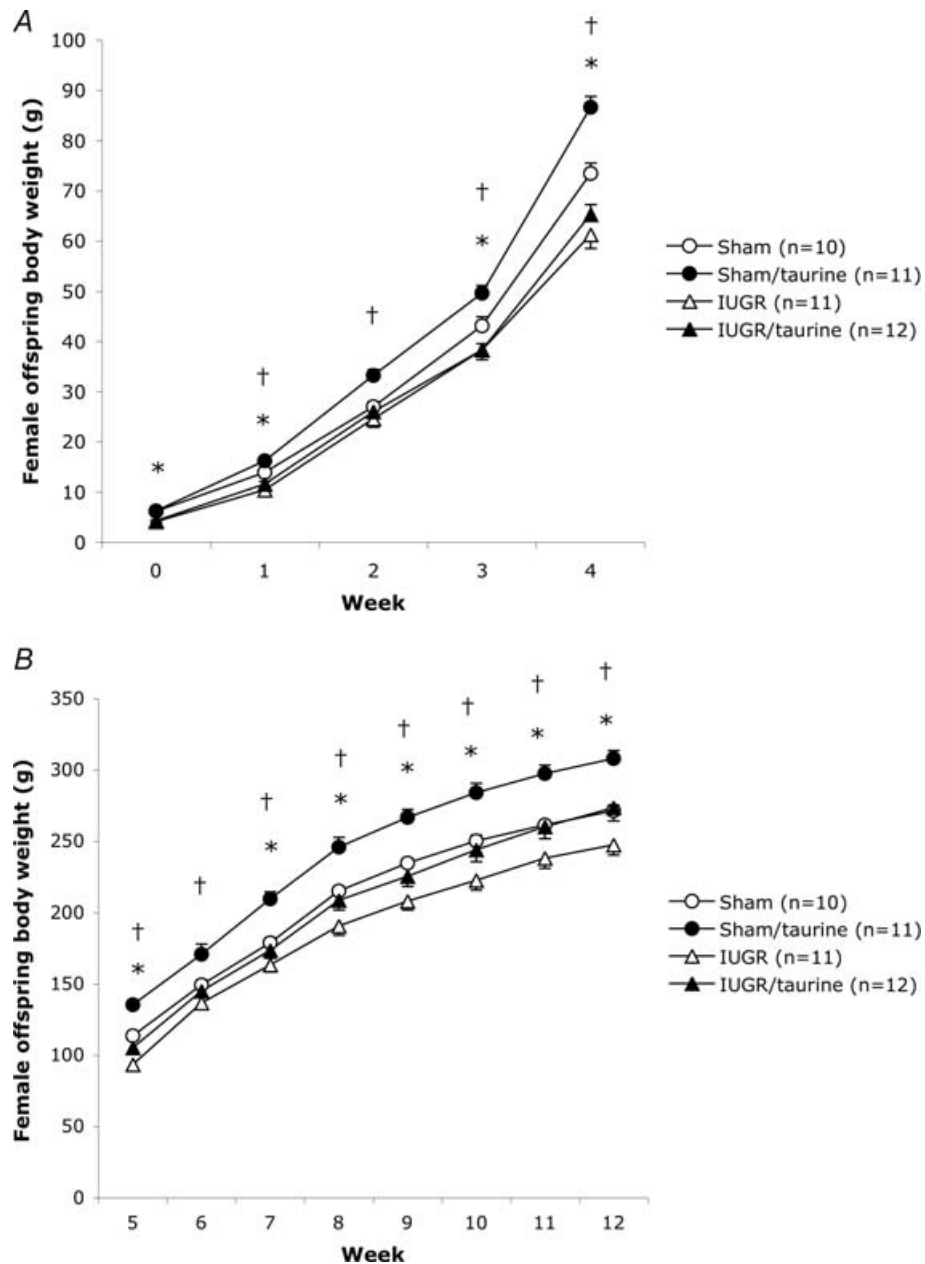 A
Female offspring body weight (g)
100
90
80
70
60
50
40
30
20
10
0
* † * † † * † *
0 1 2 3 4
Week
Sham (n=10)
Sham/taurine (n=11)
IUGR (n=11)
IUGR/taurine (n=12)
B
Female offspring body weight (g)
350
300
250
200
150
100
50
0
† * † † * † * † * † * † * † *
5 6 7 8 9 10 11 12
Week
Sham (n=10)
Sham/taurine (n=11)
IUGR (n=11)
IUGR/taurine (n=12)